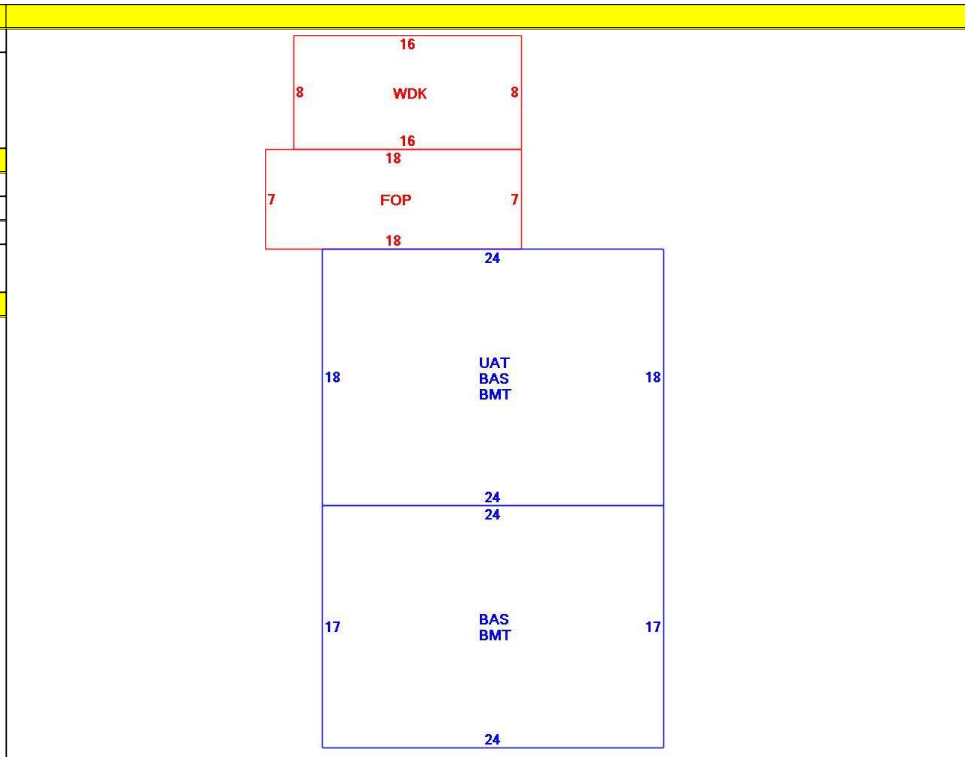 16
8 WDK 8
16
18
7 FOP 7
18
24
UAT
18 BAS 18
BMT
24
24
BAS
17 BMT 17
24